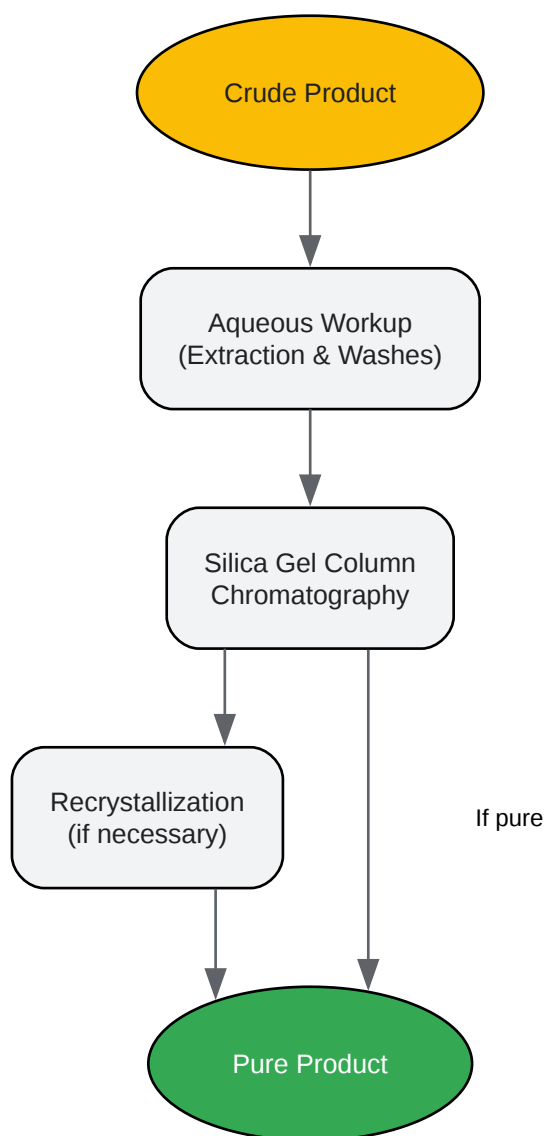 Crude Product
Aqueous Workup
(Extraction & Washes)
Silica Gel Column
Chromatography
Recrystallization
(if necessary)
If pure
Pure Product